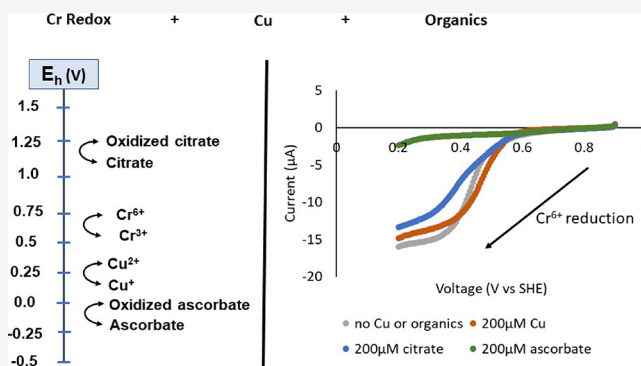 Cr Redox + Cu + Organics
E_h (V)
1.5
1.25
1.0
0.75
0.5
0.25
0.0
-0.25
-0.5
Oxidized citrate
Citrate
Cr⁶⁺
Cr³⁺
Cu²⁺
Cu⁺
Oxidized ascorbate
Ascorbate
Current (µA)
5
0
-5
-10
-15
-20
0 0.2 0.4 0.6 0.8
Cr⁶⁺ reduction
Voltage (V vs SHE)
no Cu or organics 200µM Cu
200µM citrate 200µM ascorbate